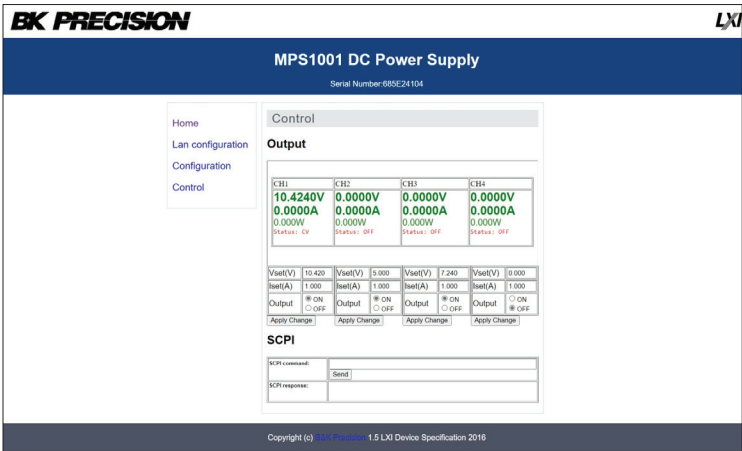 BK PRECISION
LXI
MPS1001 DC Power Supply
Serial Number:685E24104
Home
Lan configuration
Configuration
Control
Control
Output
CH1 CH2 CH3 CH4
10.4240V 0.0000V 0.0000V 0.0000V
0.0000A 0.0000A 0.0000A 0.0000A
0.000W 0.000W 0.000W 0.000W
Status: CV Status: OFF Status: OFF Status: OFF
Vset(V) 10.420 Vset(V) 5.000 Vset(V) 7.240 Vset(V) 0.000
Iset(A) 1.000 Iset(A) 1.000 Iset(A) 1.000 Iset(A) 1.000
Output ON OFF Output ON OFF Output ON OFF Output ON OFF
Apply Change Apply Change Apply Change Apply Change
SCPI
SCPI command:
Send
SCPI response:
Copyright (c) B&K Precision 1.5 LXI Device Specification 2016